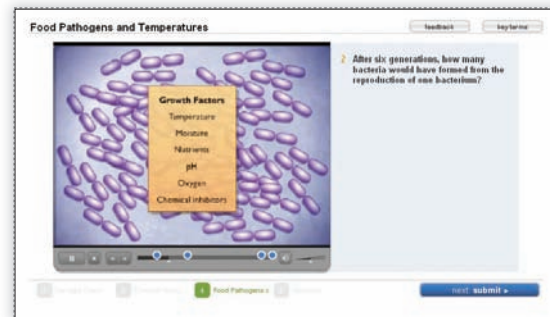 Food Pathogens and Temperatures
feedback
key terms
2 After six generations, how many
bacteria would have formed from the
reproduction of one bacterium?
Growth Factors
Temperature
Moisture
Nutrients
pH
Oxygen
Chemical inhibitors
4 Food Pathogens a
next: submit